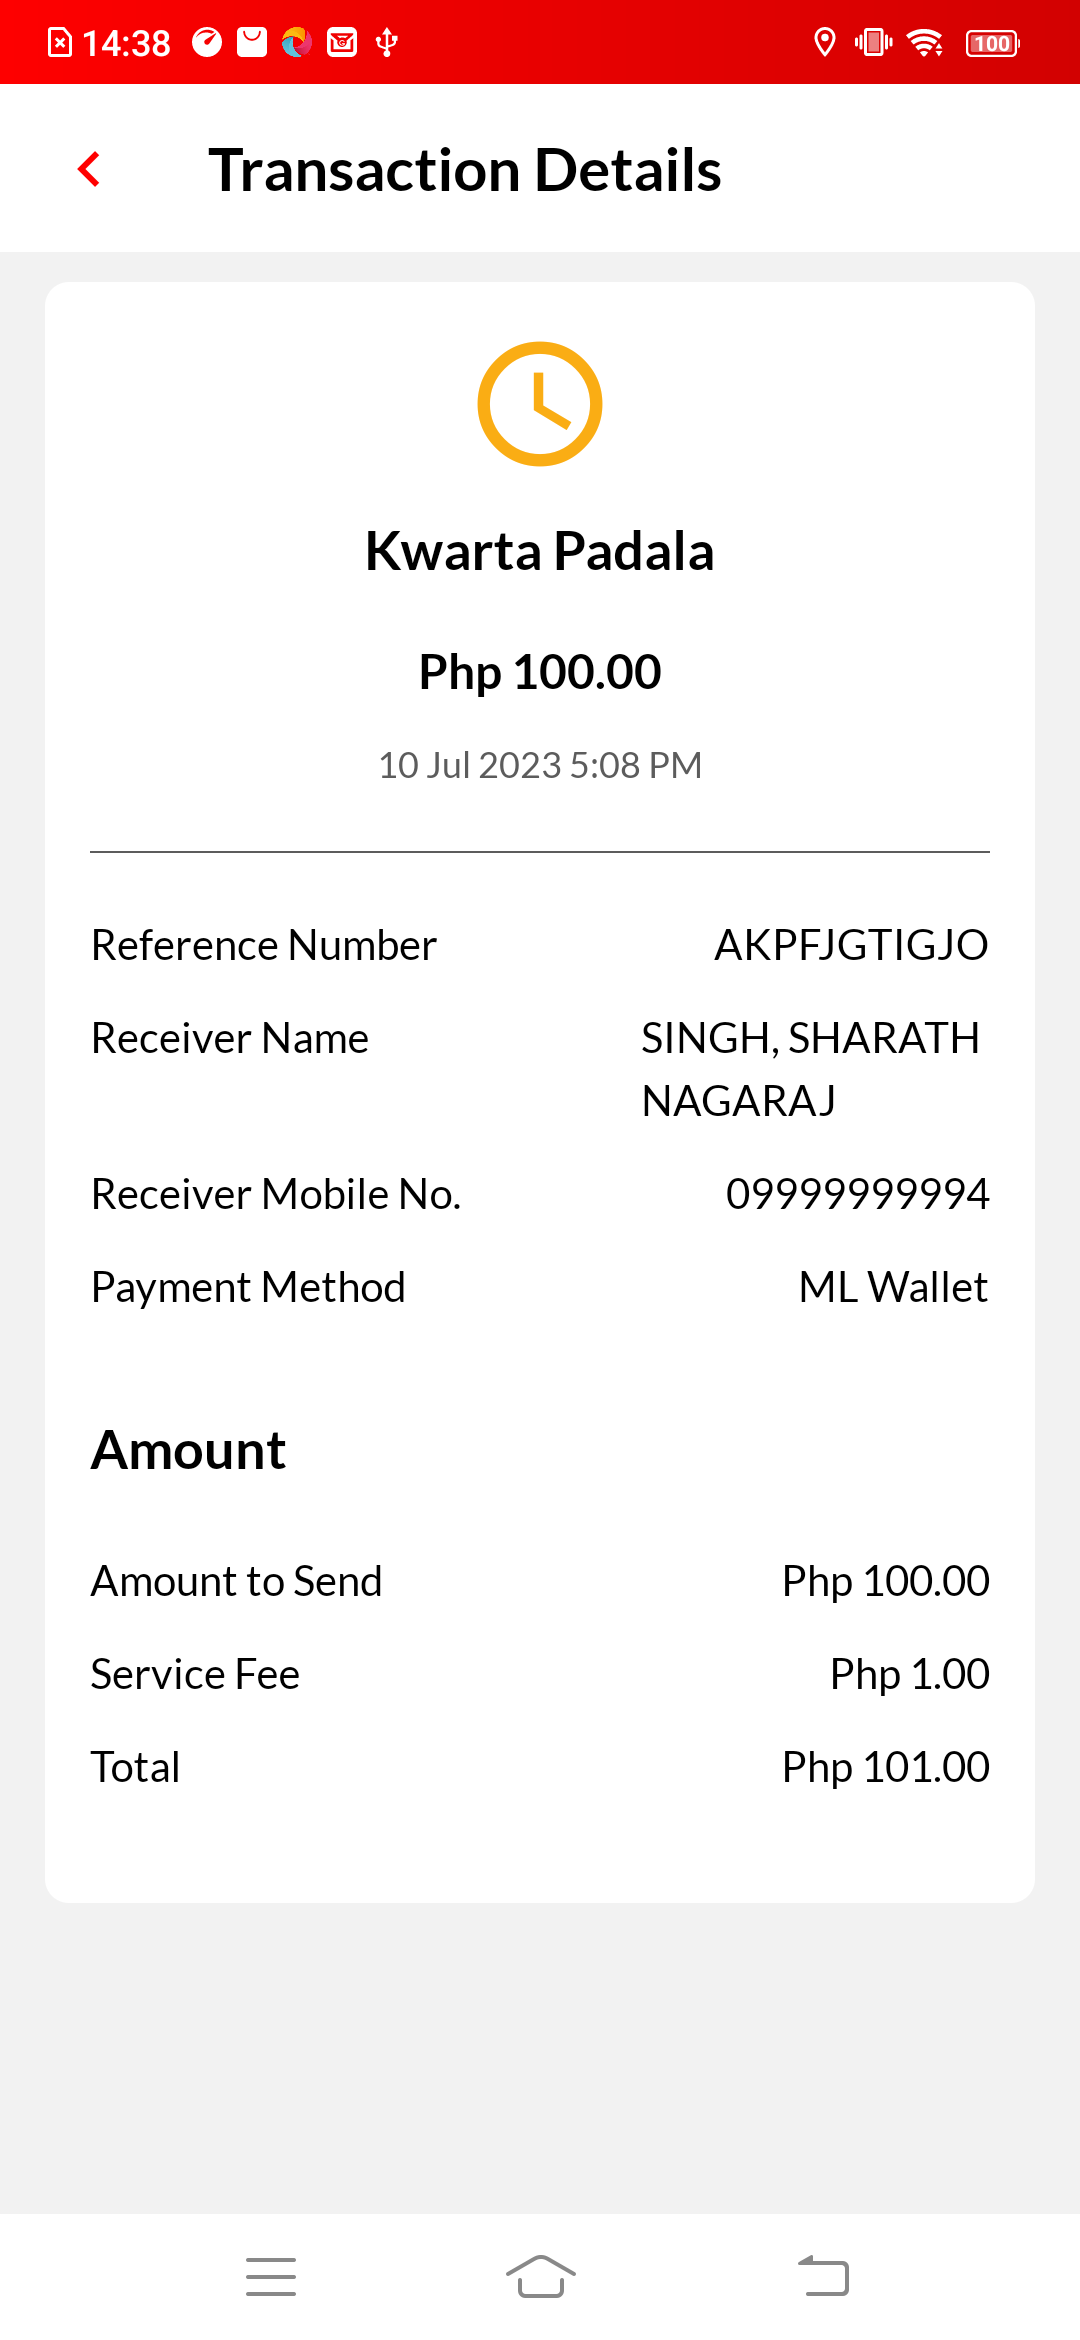 14:38
100
Transaction Details
Kwarta Padala
Php 100.00
10 Jul 2023 5:08 PM
Reference Number AKPFJGTIGJO
Receiver Name SINGH, SHARATH
NAGARAJ
Receiver Mobile No. 09999999994
Payment Method ML Wallet
Amount
Amount to Send Php 100.00
Service Fee Php 1.00
Total Php 101.00